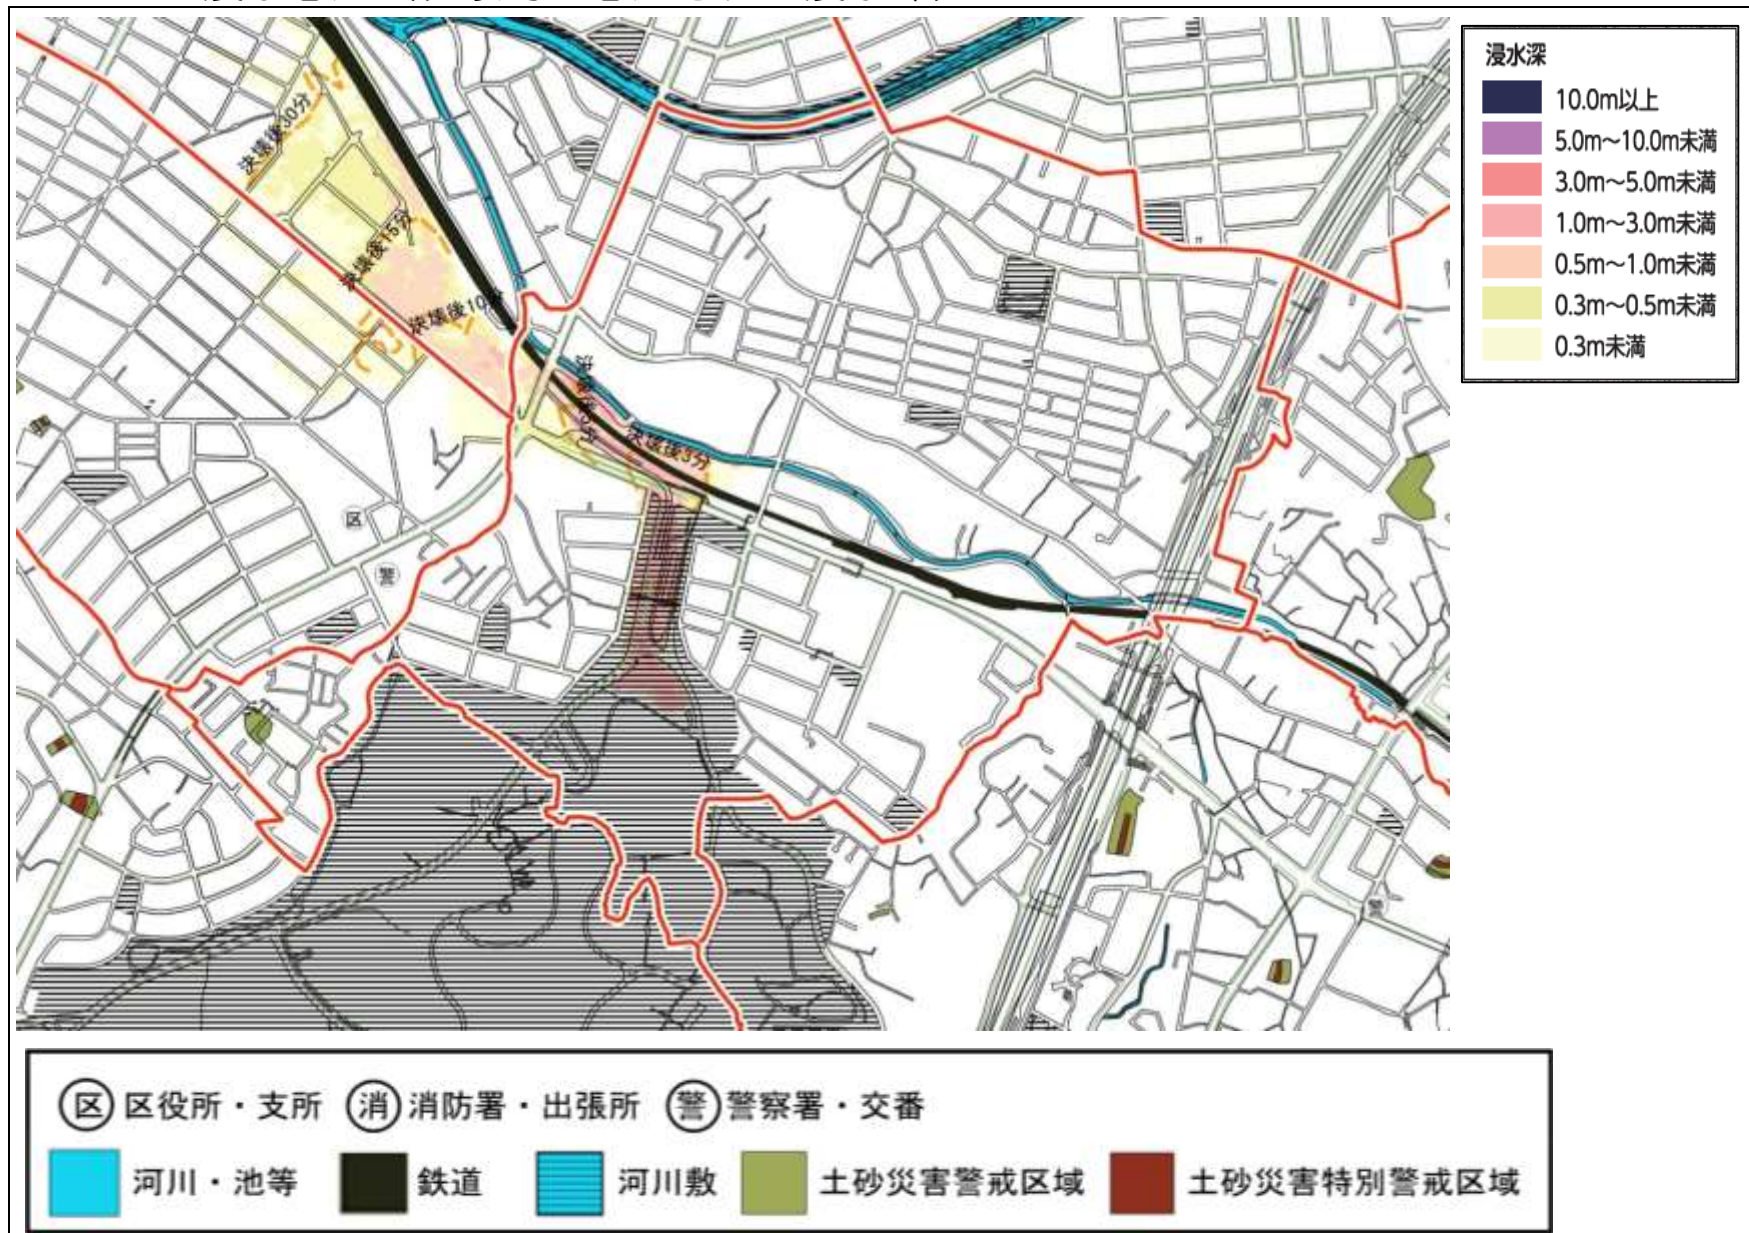 決壊後30分
決壊後15分
決壊後10分
決壊後5分
決壊後3分
区
警
警
浸水深
10.0m以上
5.0m～10.0m未満
3.0m～5.0m未満
1.0m～3.0m未満
0.5m～1.0m未満
0.3m～0.5m未満
0.3m未満
区 区役所・支所 消 消防署・出張所 警 警察署・交番
河川・池等 鉄道 河川敷 土砂災害警戒区域 土砂災害特別警戒区域